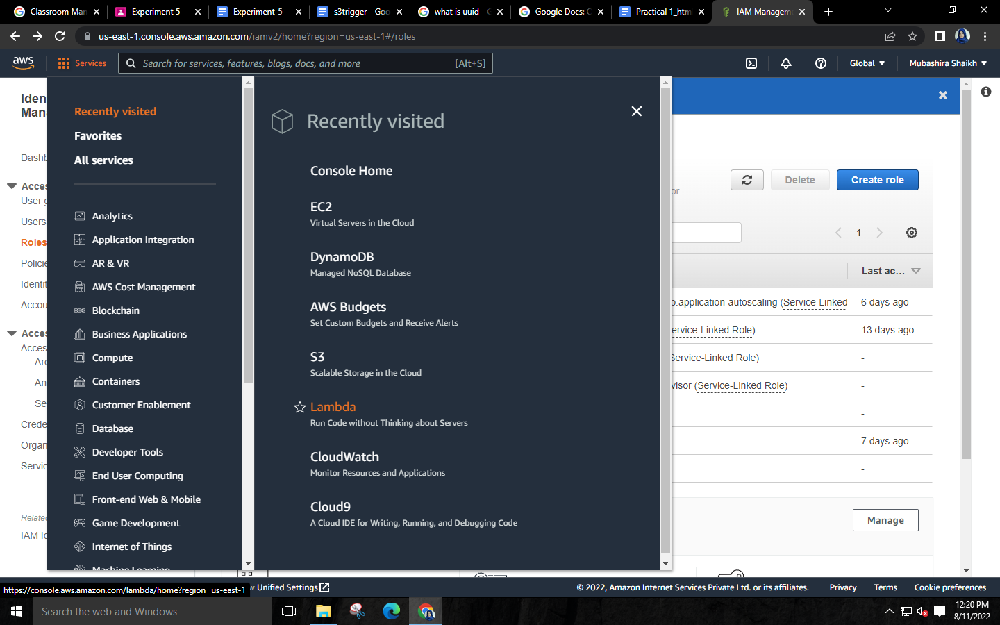 Classroom Man
Experiment 5
Experiment-5 -
s3trigger - Goo
what is uuid - G
Google Docs: C
Practical 1_htm
IAM Managem
us-east-1.console.aws.amazon.com/iamv2/home?region=us-east-1#/roles
aws
Services
Search for services, features, blogs, docs, and more
[Alt+S]
Global
Mubashira Shaikh
Iden
Man
Dashb
Acces
User g
Users
Roles
Policie
Identit
Accou
Acces
Acces
Arc
An
Se
Crede
Organ
Servic
Relate
IAM Id
Recently visited
Favorites
All services
Analytics
Application Integration
AR & VR
AWS Cost Management
Blockchain
Business Applications
Compute
Containers
Customer Enablement
Database
Developer Tools
End User Computing
Front-end Web & Mobile
Game Development
Internet of Things
Machine Learning
Recently visited
Console Home
EC2
Virtual Servers in the Cloud
DynamoDB
Managed NoSQL Database
AWS Budgets
Set Custom Budgets and Receive Alerts
S3
Scalable Storage in the Cloud
Lambda
Run Code without Thinking about Servers
CloudWatch
Monitor Resources and Applications
Cloud9
A Cloud IDE for Writing, Running, and Debugging Code
or
Delete
Create role
1
Last ac...
b.application-autoscaling (Service-Linked
6 days ago
ervice-Linked Role)
13 days ago
Service-Linked Role)
-
visor (Service-Linked Role)
-
-
7 days ago
-
Manage
https://console.aws.amazon.com/lambda/home?region=us-east-1
w Unified Settings
© 2022, Amazon Internet Services Private Ltd. or its affiliates.
Privacy
Terms
Cookie preferences
Search the web and Windows
12:20 PM
8/11/2022